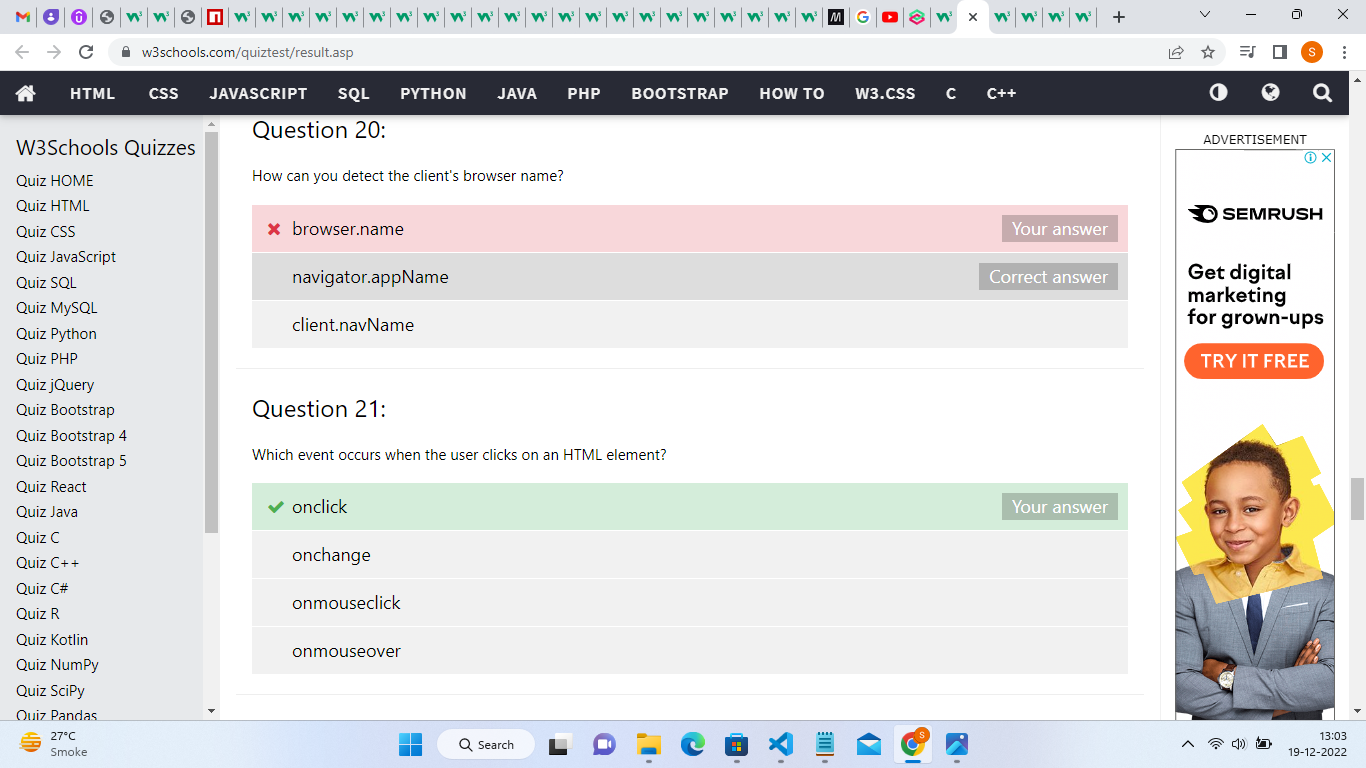 w3schools.com/quiztest/result.asp
S
HTML CSS JAVASCRIPT SQL PYTHON JAVA PHP BOOTSTRAP HOW TO W3.CSS C C++
W3Schools Quizzes
Quiz HOME
Quiz HTML
Quiz CSS
Quiz JavaScript
Quiz SQL
Quiz MySQL
Quiz Python
Quiz PHP
Quiz jQuery
Quiz Bootstrap
Quiz Bootstrap 4
Quiz Bootstrap 5
Quiz React
Quiz Java
Quiz C
Quiz C++
Quiz C#
Quiz R
Quiz Kotlin
Quiz NumPy
Quiz SciPy
Quiz Pandas
Question 20:
How can you detect the client's browser name?
browser.name Your answer
navigator.appName Correct answer
client.navName
Question 21:
Which event occurs when the user clicks on an HTML element?
onclick Your answer
onchange
onmouseclick
onmouseover
ADVERTISEMENT
SEMRUSH
Get digital
marketing
for grown-ups
TRY IT FREE
27°C
Smoke
Search
S
13:03
19-12-2022